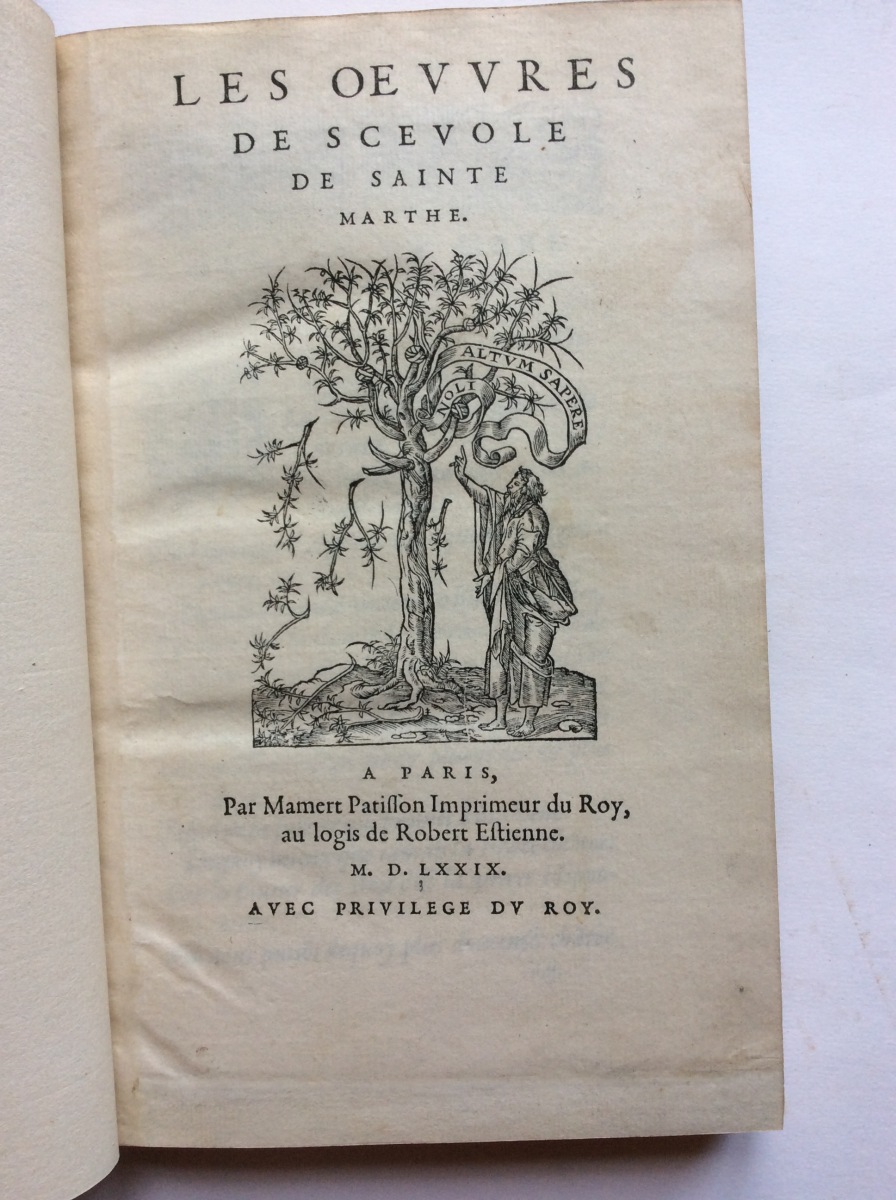 LES OEVVRES
DE SCEVOLE
DE SAINTE
MARTHE.
NOLI ALTVM SAPERE
A PARIS,
Par Mamert Patiſſon Imprimeur du Roy,
au logis de Robert Eſtienne.
M. D. LXXIX.
AVEC PRIVILEGE DV ROY.